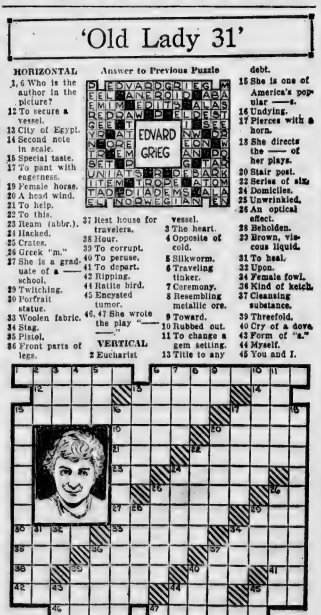 'Old Lady 31'
HORIZONTAL
1, 6 Who is the
author in the
picture?
12 To secure a
vessel.
13 City of Egypt.
14 Second note
in scale.
15 Special taste.
17 To pant with
eagerness.
19 Female horse.
20 A head wind.
21 To help.
22 To this.
23 Ream (abbr.).
24 Hacked.
25 Crates.
26 Greek "m."
27 She is a grad-
uate of a —
school.
29 Twitching.
30 Portrait
statue.
33 Woolen fabric.
34 Stag.
35 Pistol.
36 Front parts of
legs.
Answer to Previous Puzzle
EDVARD
GRIEG
37 Rest house for
travelers.
38 Hour.
39 To corrupt.
40 To peruse.
41 To depart.
42 Ripping.
44 Ratite bird.
45 Encysted
tumor.
46, 47 She wrote
the play "—
—."
VERTICAL
2 Eucharist
vessel.
3 The heart.
4 Opposite of
cold.
5 Silkworm.
6 Traveling
tinker.
7 Ceremony.
8 Resembling
metallic ore.
9 Toward.
10 Rubbed out.
11 To change a
gem setting.
13 Title to any
debt.
15 She is one of
America's pop-
ular —s.
16 Undying.
17 Pierces with a
horn.
18 She directs
the — of
her plays.
20 Stair post.
22 Series of six.
24 Domiciles.
25 Unwrinkled.
26 An optical
effect.
28 Beholden.
29 Brown, vis-
cous liquid.
31 To heal.
32 Upon.
34 Female fowl.
36 Kind of ketch.
37 Cleansing
substance.
39 Threefold.
40 Cry of a dove.
43 Form of "a."
44 Myself.
45 You and I.